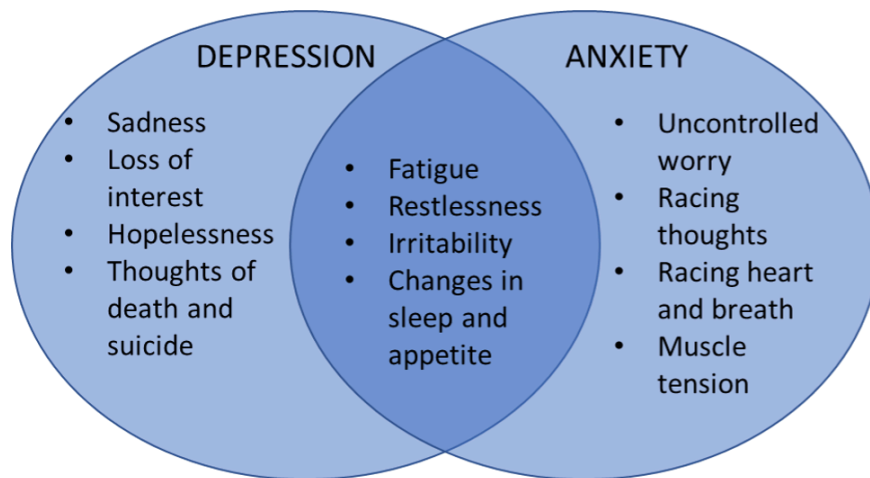 DEPRESSION
• Sadness
• Loss of
interest
• Hopelessness
• Thoughts of
death and
suicide
• Fatigue
• Restlessness
• Irritability
• Changes in
sleep and
appetite
ANXIETY
• Uncontrolled
worry
• Racing
thoughts
• Racing heart
and breath
• Muscle
tension